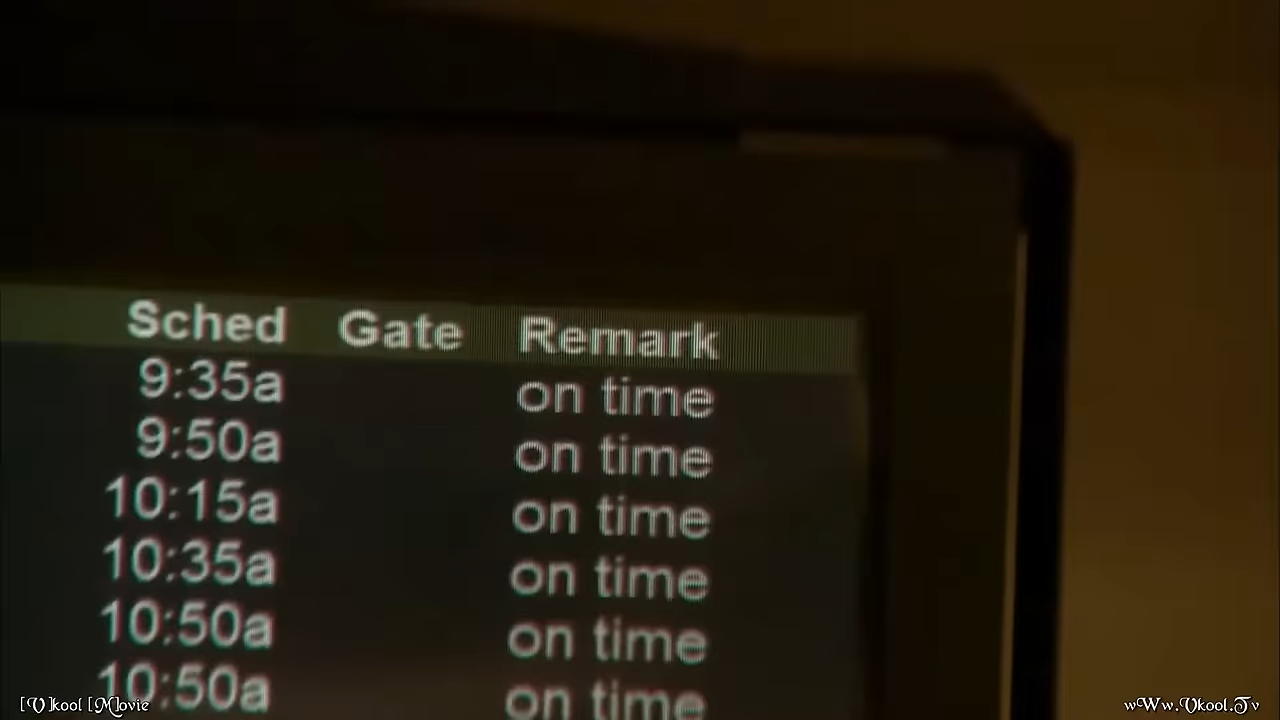 Sched Gate Remark
9:35a on time
9:50a on time
10:15a on time
10:35a on time
10:50a on time
10:50a on time
[V]kool [M]ovie
wWw.Vkool.Tv